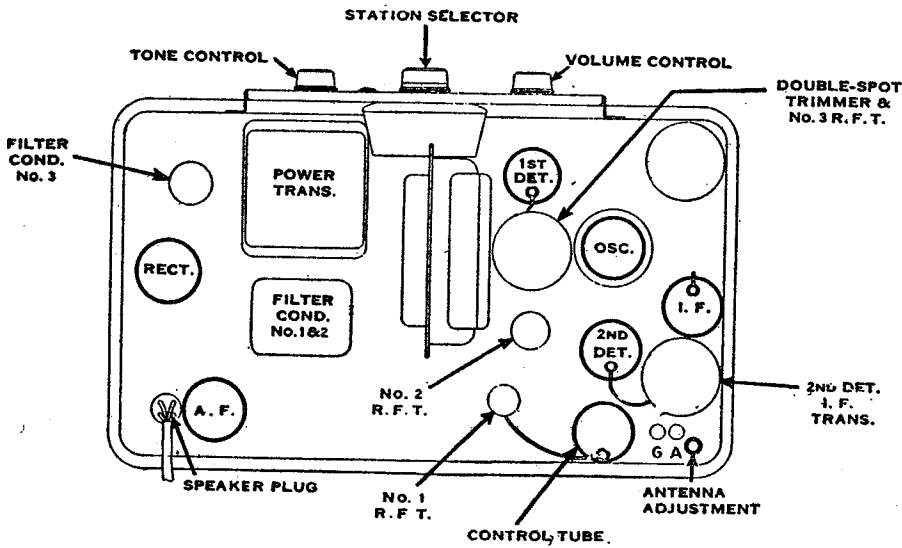 STATION SELECTOR
TONE CONTROL
VOLUME CONTROL
DOUBLE-SPOT
TRIMMER &
No. 3 R. F. T.
FILTER
COND.
No. 3
POWER
TRANS.
1ST
DET.
OSC.
RECT.
FILTER
COND.
No. 1&2
I. F.
2ND
DET.
No. 2
R. F. T.
2ND DET.
I. F.
TRANS.
A. F.
G A
SPEAKER PLUG
No. 1
R. F T.
ANTENNA
ADJUSTMENT
CONTROL TUBE